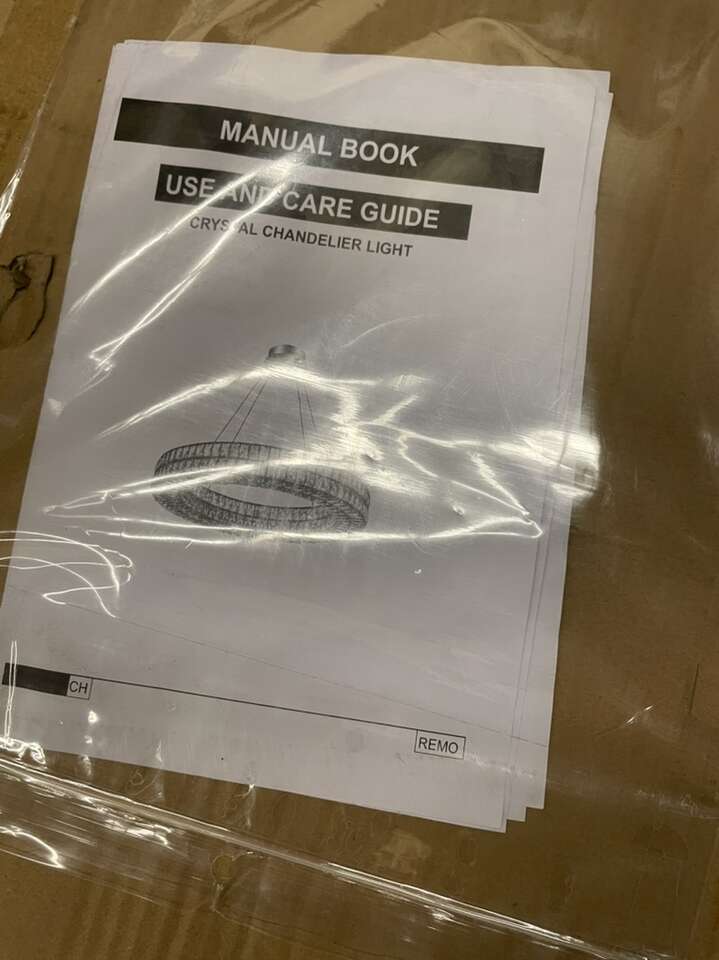 MANUAL BOOK
USE AND CARE GUIDE
CRYSTAL CHANDELIER LIGHT
CH
REMO